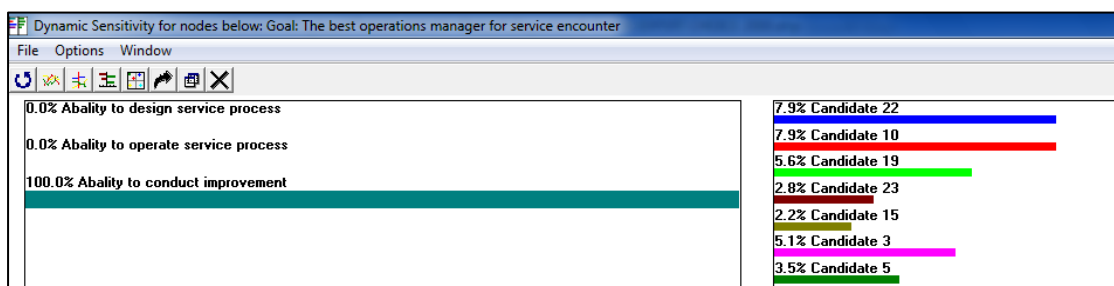 Dynamic Sensitivity for nodes below: Goal: The best operations manager for service encounter
File Options Window
0.0% Abality to design service process
0.0% Abality to operate service process
100.0% Abality to conduct improvement
7.9% Candidate 22
7.9% Candidate 10
5.6% Candidate 19
2.8% Candidate 23
2.2% Candidate 15
5.1% Candidate 3
3.5% Candidate 5